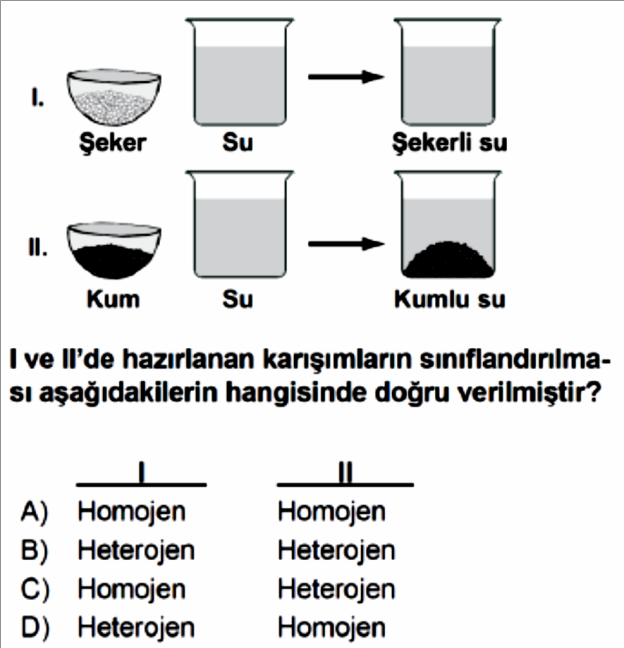 I.
Şeker Su Şekerli su
II.
Kum Su Kumlu su
I ve II’de hazırlanan karışımların sınıflandırılma-
sı aşağıdakilerin hangisinde doğru verilmiştir?
I II
A) Homojen Homojen
B) Heterojen Heterojen
C) Homojen Heterojen
D) Heterojen Homojen